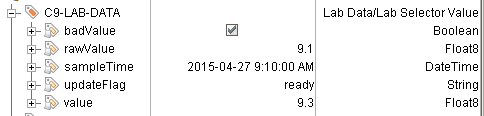 C9-LAB-DATA Lab Data/Lab Selector Value
badValue Boolean
rawValue 9.1 Float8
sampleTime 2015-04-27 9:10:00 AM DateTime
updateFlag ready String
value 9.3 Float8